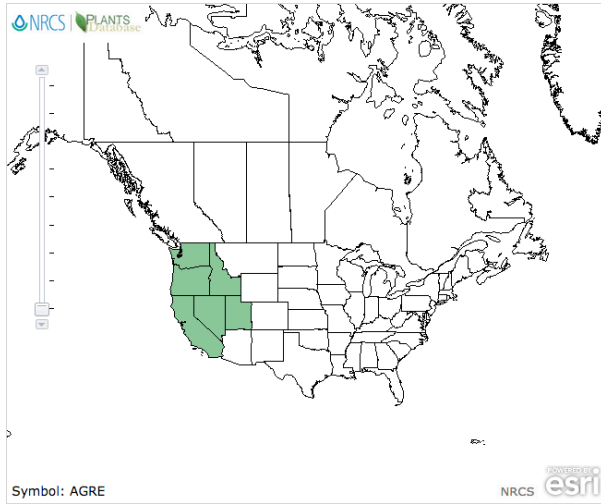 NRCS PLANTS
Database
Symbol: AGRE
NRCS
POWERED BY
esri